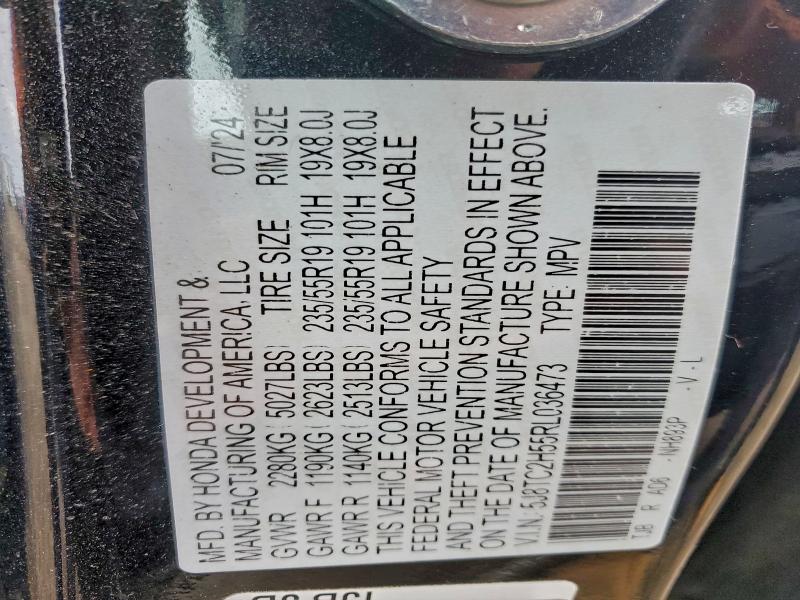 MFD. BY HONDA DEVELOPMENT &
MANUFACTURING OF AMERICA, LLC 07/'24
GVWR 2280KG( 5027LBS) TIRE SIZE RIM SIZE
GAWR F 1190KG( 2623LBS) 235/55R19 101H 19X8.0J
GAWR R 1140KG( 2513LBS) 235/55R19 101H 19X8.0J
THIS VEHICLE CONFORMS TO ALL APPLICABLE
FEDERAL MOTOR VEHICLE SAFETY
AND THEFT PREVENTION STANDARDS IN EFFECT
ON THE DATE OF MANUFACTURE SHOWN ABOVE.
V.I.N: 5J8TC2H55RL036473 TYPE: MPV
TJB R AD6 NH893P - V - L